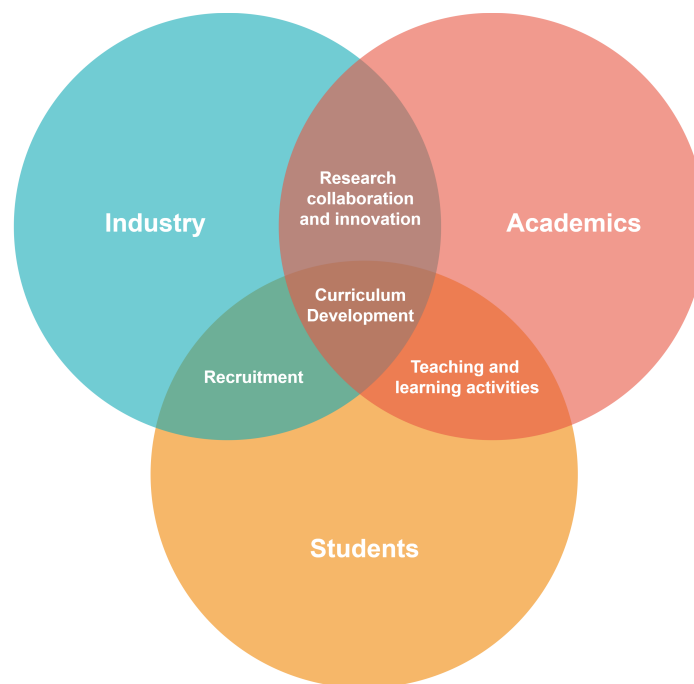 Research
collaboration
and innovation
Industry
Academics
Curriculum
Development
Recruitment
Teaching and
learning activities
Students